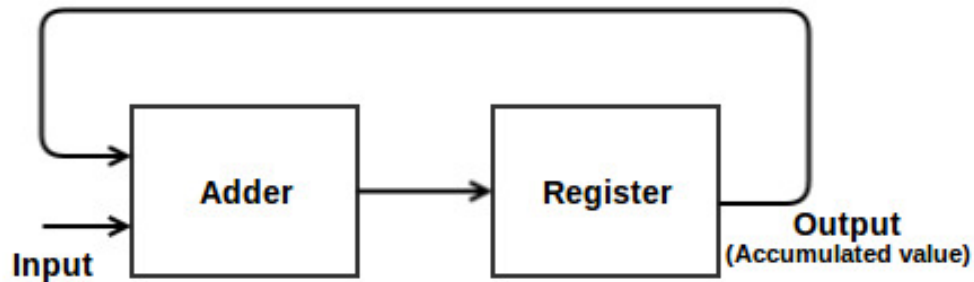 Adder
Register
Input
Output
(Accumulated value)